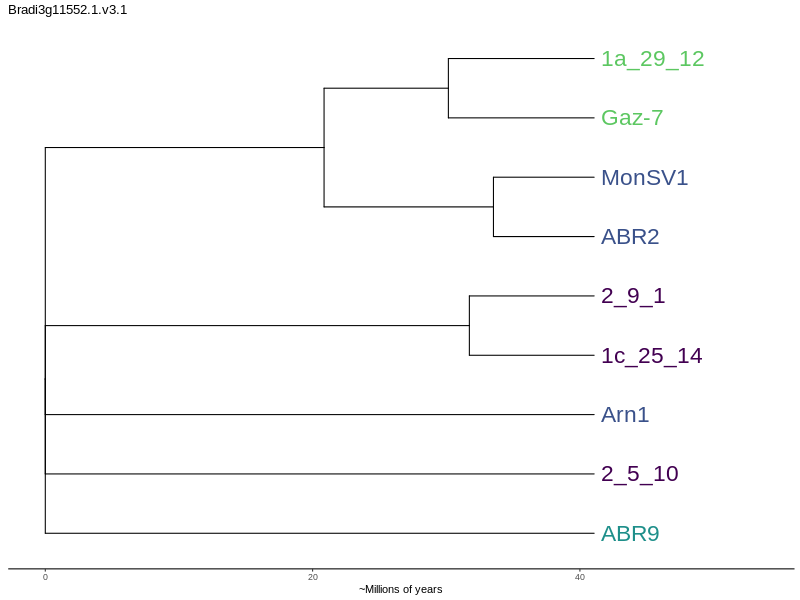 Bradi3g11552.1.v3.1
1a_29_12
Gaz-7
MonSV1
ABR2
2_9_1
1c_25_14
Arn1
2_5_10
ABR9
0 20 40
~Millions of years